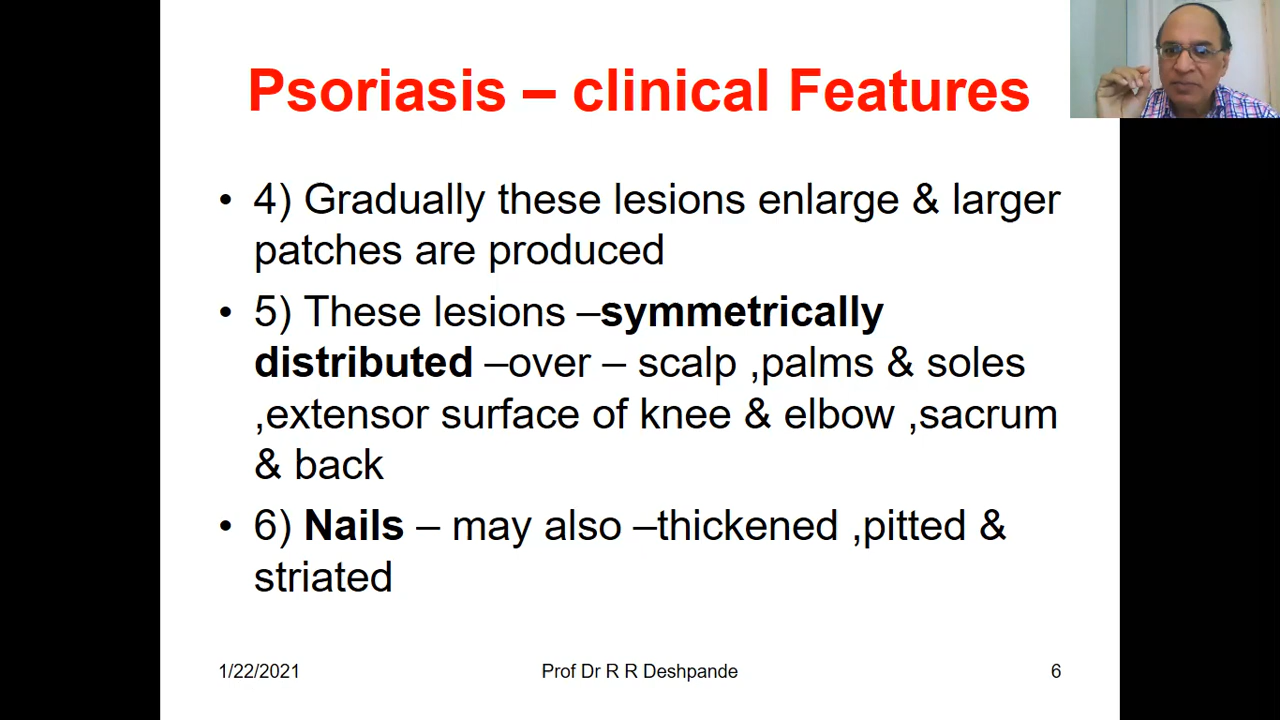 Psoriasis – clinical Features
• 4) Gradually these lesions enlarge & larger
patches are produced
• 5) These lesions –symmetrically
distributed –over – scalp ,palms & soles
,extensor surface of knee & elbow ,sacrum
& back
• 6) Nails – may also –thickened ,pitted &
striated
1/22/2021
Prof Dr R R Deshpande
6